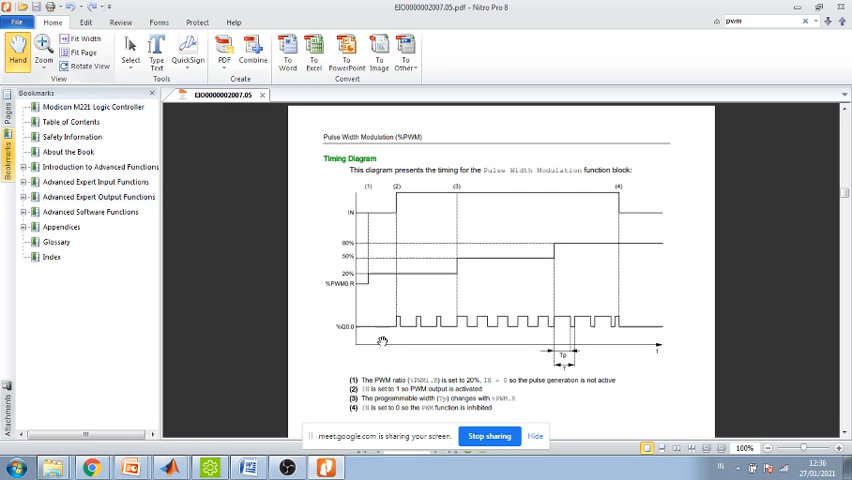 EIO0000002007.05.pdf - Nitro Pro 8
File
Home
Edit
Review
Forms
Protect
Help
pwm
Hand
Zoom
Fit Width
Fit Page
Rotate View
View
Select
Type Text
QuickSign
Tools
PDF
Combine
Create
To Word
To Excel
To PowerPoint
To Image
To Other
Convert
Bookmarks
EIO0000002007.05
Pages
Bookmarks
Attachments
Modicon M221 Logic Controller
Table of Contents
Safety Information
About the Book
Introduction to Advanced Functions
Advanced Expert Input Functions
Advanced Expert Output Functions
Advanced Software Functions
Appendices
Glossary
Index
Pulse Width Modulation (%PWM)
Timing Diagram
This diagram presents the timing for the Pulse Width Modulation function block:
(1) (2) (3) (4)
IN
80%
50%
20%
%PWM0.R
%Q0.0
t
Tp
T
(1) The PWM ratio (%PWM1.R) is set to 20%, IN = 0 so the pulse generation is not active
(2) IN is set to 1 so PWM output is activated
(3) The programmable width (Tp) changes with %PWM.R
(4) IN is set to 0 so the PWM function is inhibited
meet.google.com is sharing your screen.
Stop sharing
Hide
100%
IN
12:36
27/01/2021